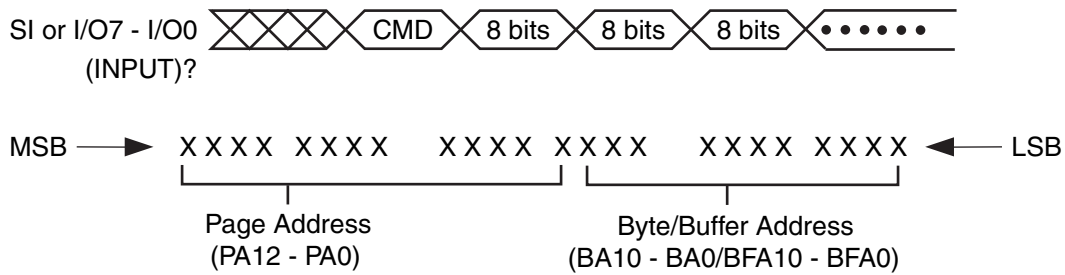 SI or I/O7 - I/O0 CMD 8 bits 8 bits 8 bits
(INPUT)?
MSB XXXX XXXX XXXX XXXX XXXX XXXX LSB
Page Address Byte/Buffer Address
(PA12 - PA0) (BA10 - BA0/BFA10 - BFA0)